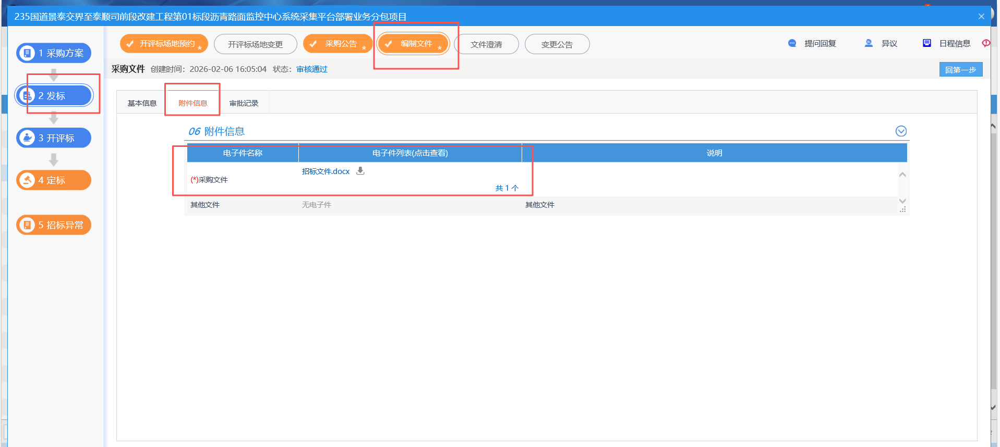 235国道景泰交界至泰顺司前段改建工程第01标段沥青路面监控中心系统采集平台部署业务分包项目
1 采购方案
2 发标
3 开评标
4 定标
5 招标异常
开评标场地预约 *
开评标场地变更
采购公告 *
编制文件 *
文件澄清
变更公告
提问回复
异议
日程信息
采购文件 创建时间：2026-02-06 16:05:04 状态：审核通过
回第一步
基本信息
附件信息
审批记录
06 附件信息
电子件名称 电子件列表(点击查看) 说明
(*)采购文件
招标文件.docx
共 1 个
其他文件 无电子件 其他文件